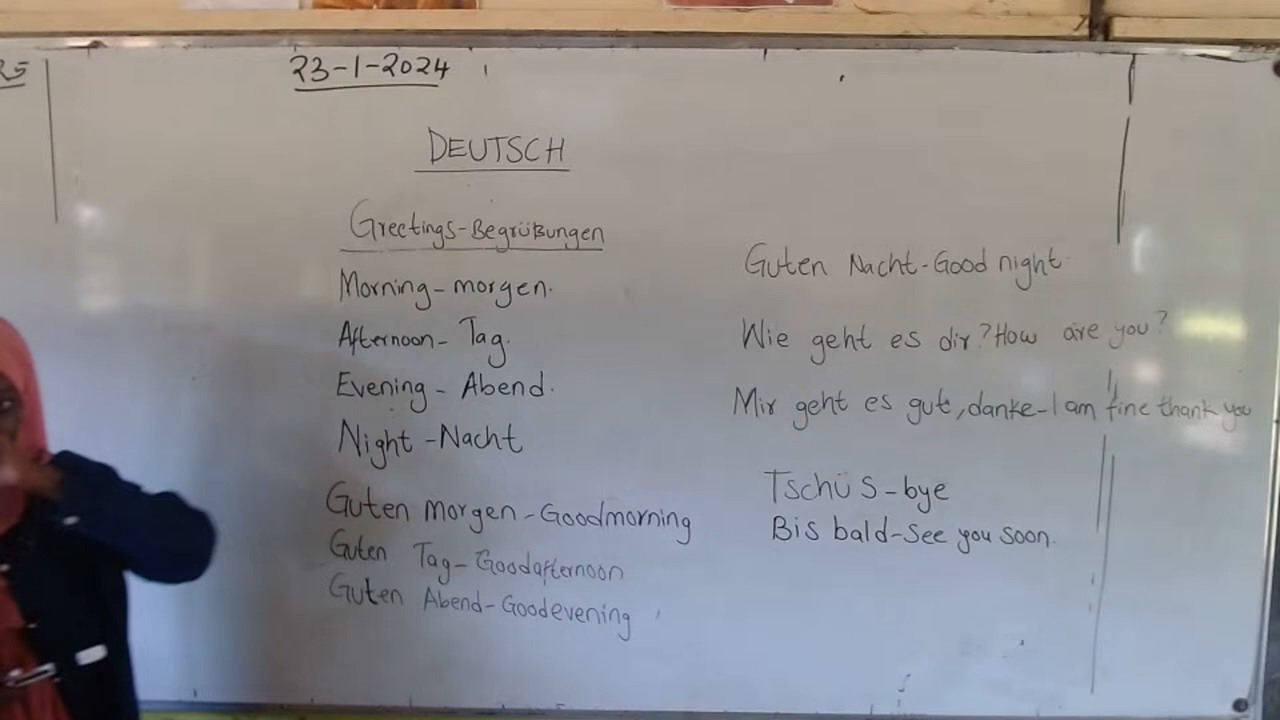 25
23-1-2024
DEUTSCH
Greetings-Begrüßungen
Morning-morgen.
Afternoon-Tag.
Evening-Abend.
Night-Nacht
Guten morgen-Goodmorning
Guten Tag-Goodafternoon
Guten Abend-Goodevening
Guten Nacht-Good night.
Wie geht es dir? How are you?
Mir geht es gut, danke-I am fine thank you
Tschüs-bye
Bis bald-See you soon.